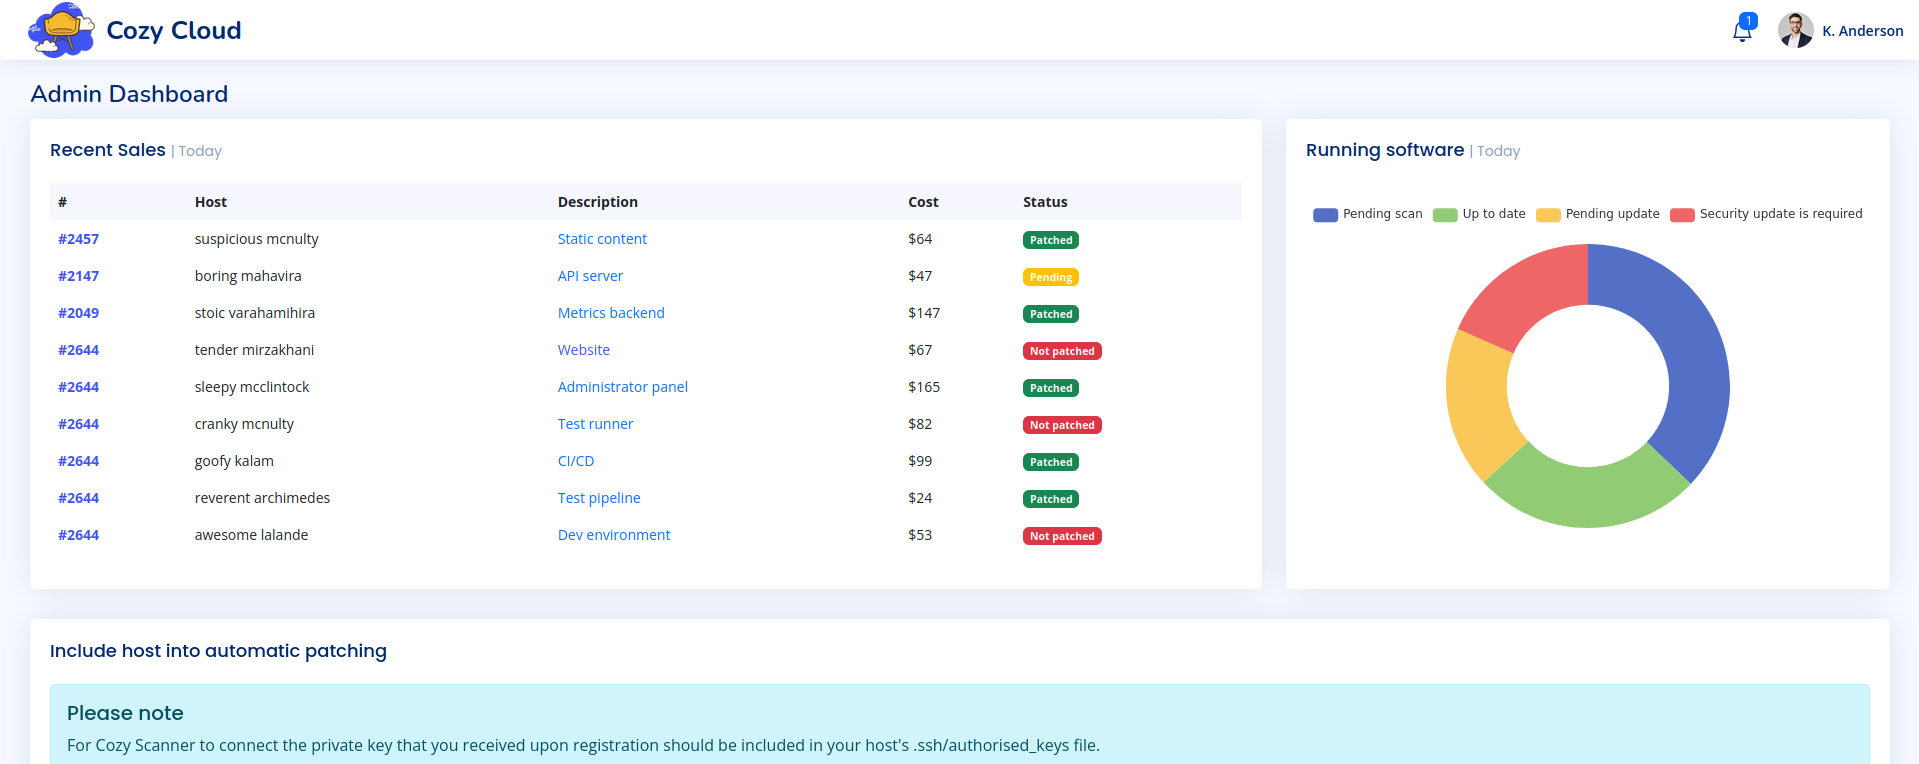 Cozy Cloud
1
K. Anderson
Admin Dashboard
Recent Sales | Today
# Host Description Cost Status
#2457 suspicious mcnulty Static content $64 Patched
#2147 boring mahavira API server $47 Pending
#2049 stoic varahamihira Metrics backend $147 Patched
#2644 tender mirzakhani Website $67 Not patched
#2644 sleepy mcclintock Administrator panel $165 Patched
#2644 cranky mcnulty Test runner $82 Not patched
#2644 goofy kalam CI/CD $99 Patched
#2644 reverent archimedes Test pipeline $24 Patched
#2644 awesome lalande Dev environment $53 Not patched
Running software | Today
Pending scan Up to date Pending update Security update is required
Include host into automatic patching
Please note
For Cozy Scanner to connect the private key that you received upon registration should be included in your host's .ssh/authorised_keys file.